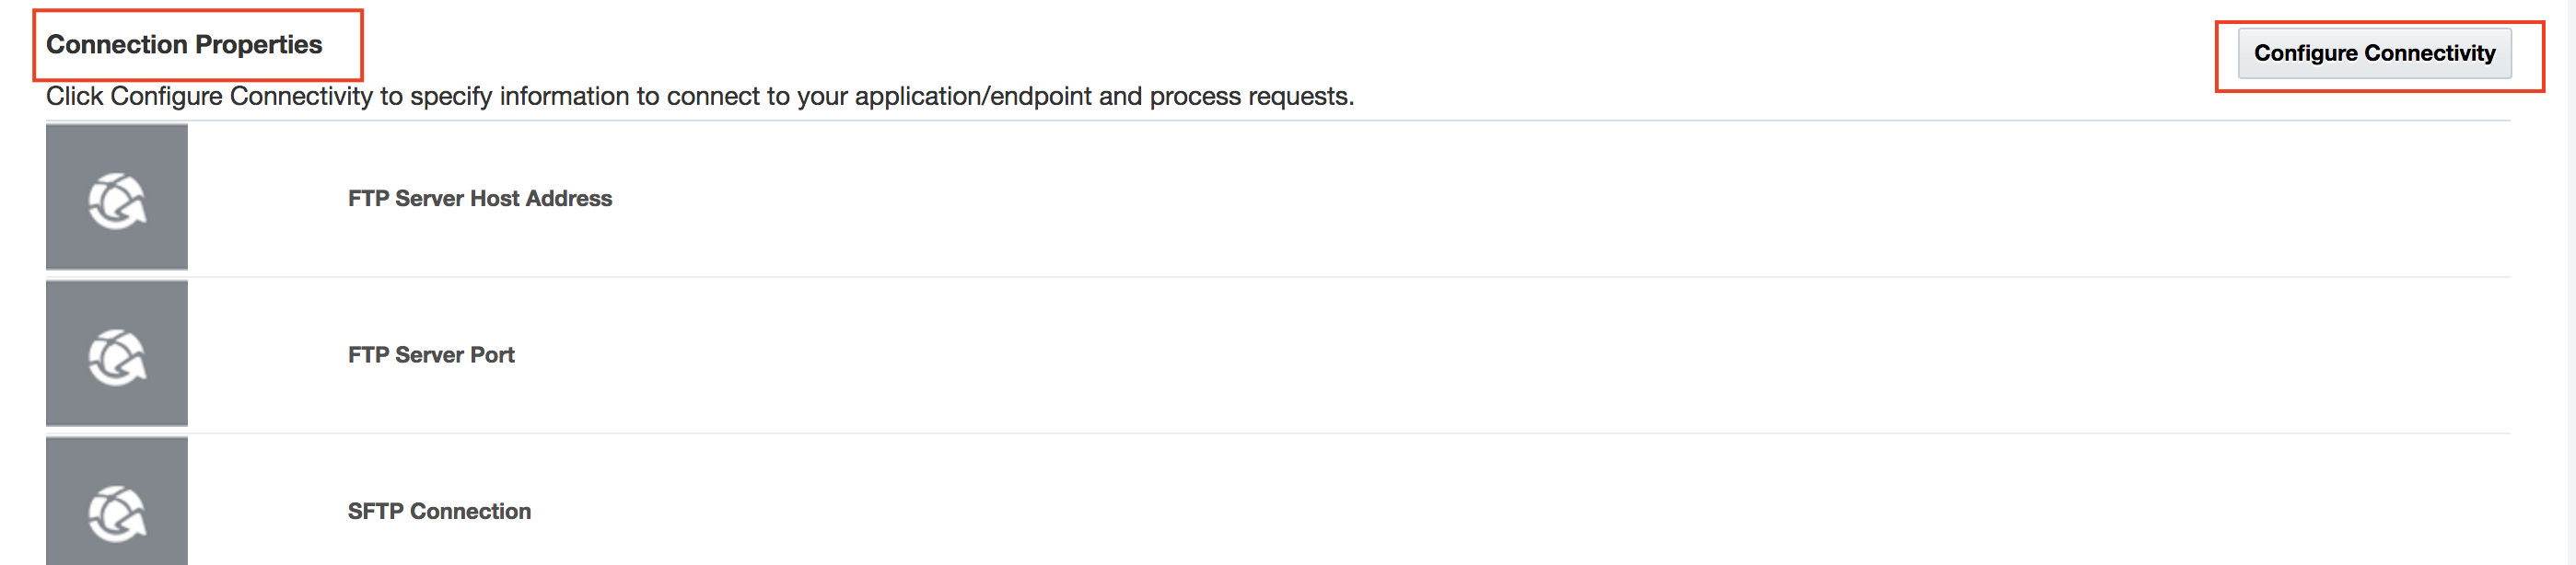 Connection Properties
Configure Connectivity
Click Configure Connectivity to specify information to connect to your application/endpoint and process requests.
FTP Server Host Address
FTP Server Port
SFTP Connection